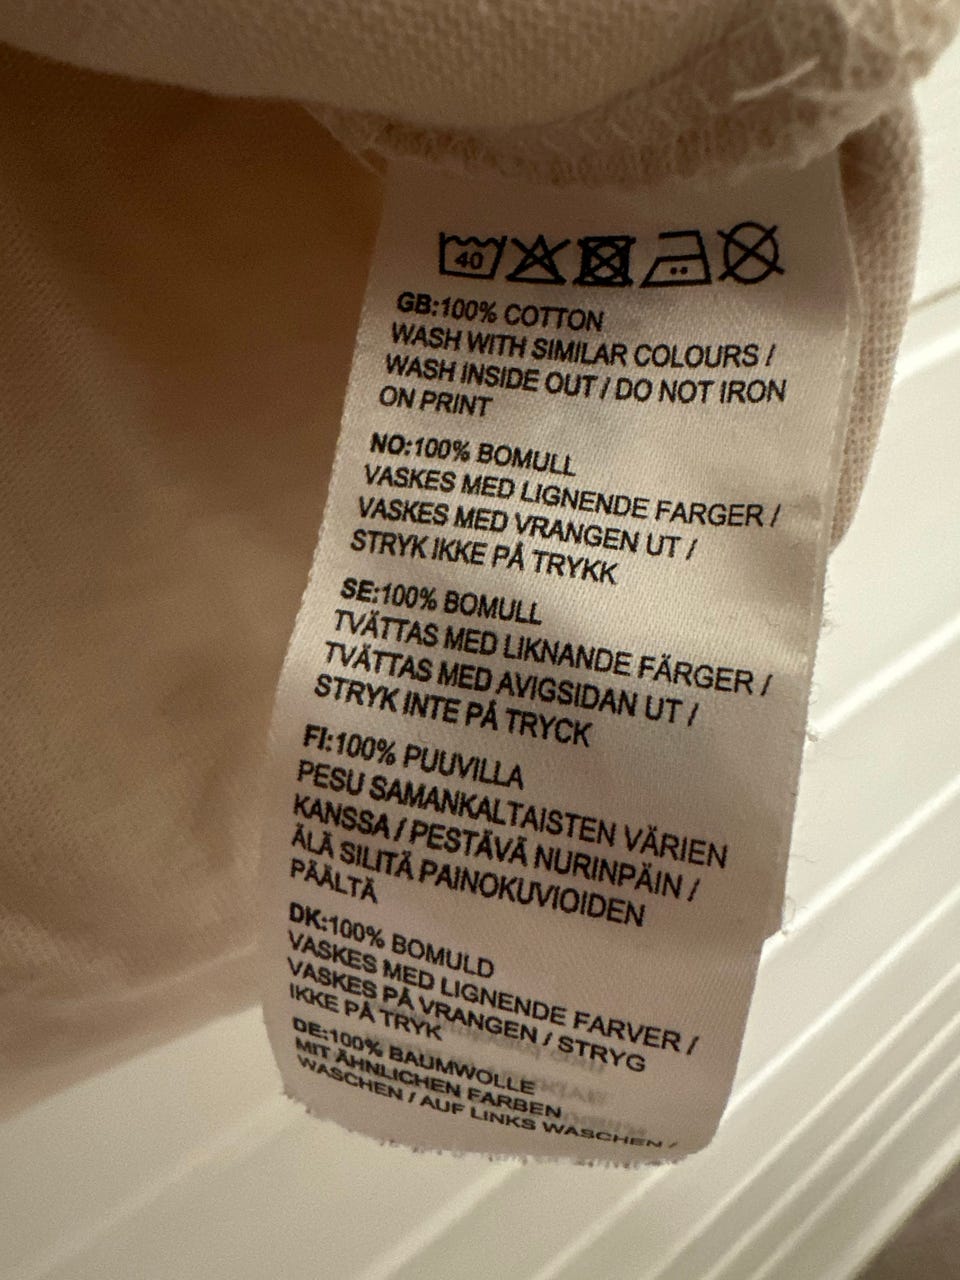 40
GB:100% COTTON
WASH WITH SIMILAR COLOURS /
WASH INSIDE OUT / DO NOT IRON
ON PRINT
NO:100% BOMULL
VASKES MED LIGNENDE FARGER /
VASKES MED VRANGEN UT /
STRYK IKKE PÅ TRYKK
SE:100% BOMULL
TVÄTTAS MED LIKNANDE FÄRGER /
TVÄTTAS MED AVIGSIDAN UT /
STRYK INTE PÅ TRYCK
FI:100% PUUVILLA
PESU SAMANKALTAISTEN VÄRIEN
KANSSA / PESTÄVÄ NURINPÄIN /
ÄLÄ SILITÄ PAINOKUVIOIDEN
PÄÄLTÄ
DK:100% BOMULD
VASKES MED LIGNENDE FARVER /
VASKES PÅ VRANGEN / STRYG
IKKE PÅ TRYK
DE:100% BAUMWOLLE
MIT ÄHNLICHEN FARBEN
WASCHEN / AUF LINKS WASCHEN /